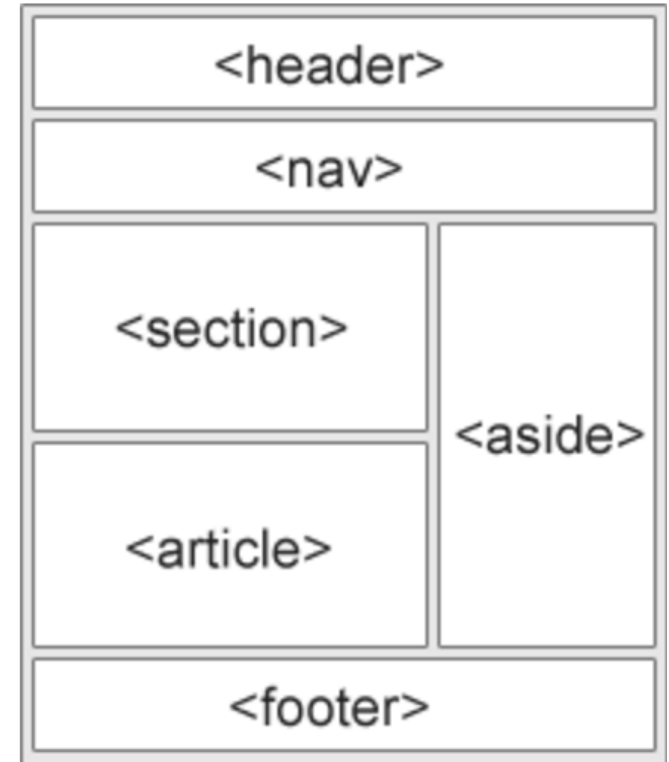 <header>
<nav>
<section>
<aside>
<article>
<footer>